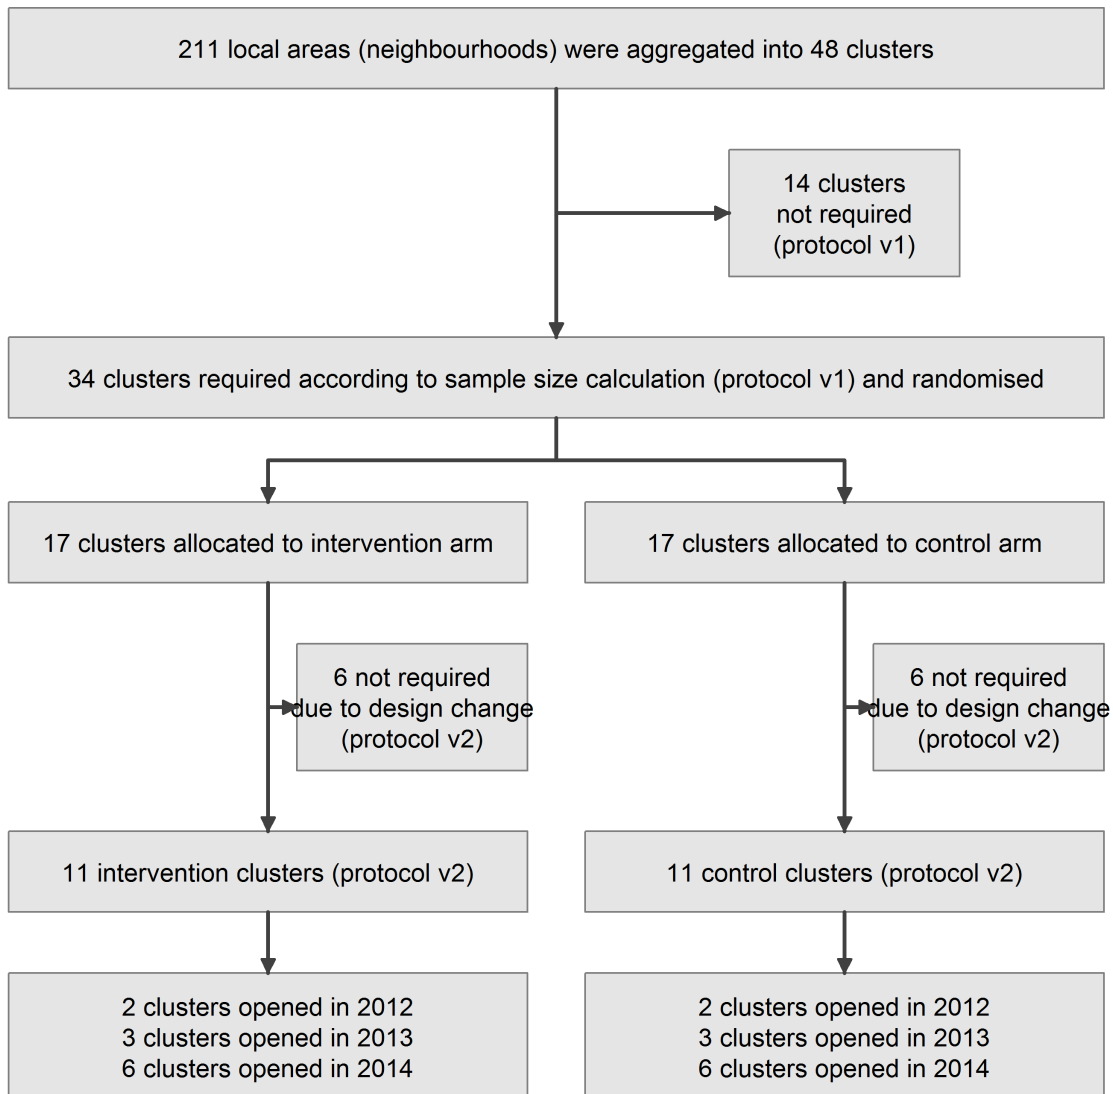 211 local areas (neighbourhoods) were aggregated into 48 clusters
14 clusters
not required
(protocol v1)
34 clusters required according to sample size calculation (protocol v1) and randomised
17 clusters allocated to intervention arm
17 clusters allocated to control arm
6 not required
due to design change
(protocol v2)
6 not required
due to design change
(protocol v2)
11 intervention clusters (protocol v2)
11 control clusters (protocol v2)
2 clusters opened in 2012
3 clusters opened in 2013
6 clusters opened in 2014
2 clusters opened in 2012
3 clusters opened in 2013
6 clusters opened in 2014